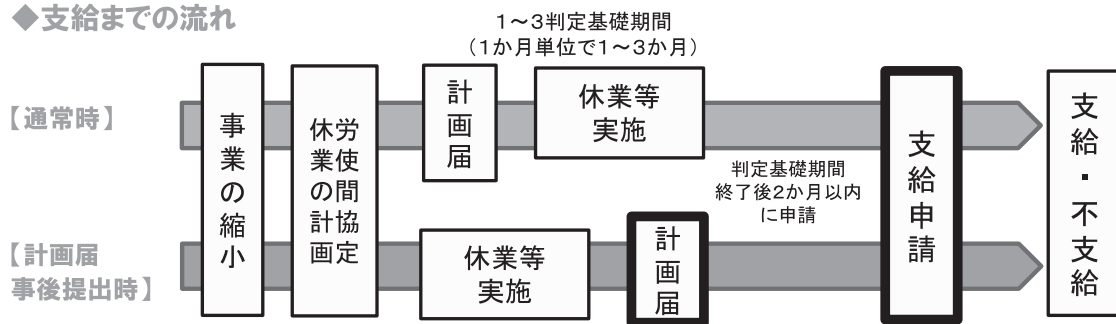 ◆支給までの流れ
1～3判定基礎期間
（1か月単位で1～3か月）
【通常時】
事業の縮小
労使間協定
休業の計画
計画届
休業等
実施
判定基礎期間
終了後2か月以内
に申請
支給申請
支給・不支給
【計画届
事後提出時】
休業等
実施
計画届